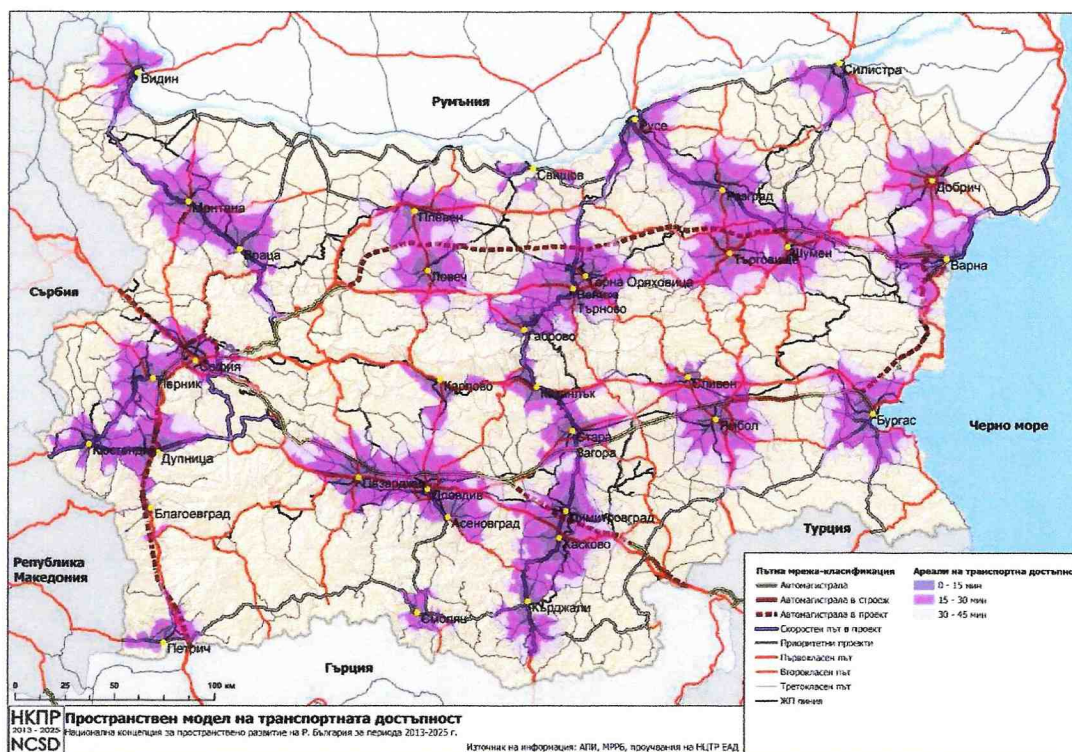 Видин
Силистра
Румъния
Русе
Свищов
Добрич
Разград
Монтана
Плевен
Враца
Шумен
Търговище
Варна
Ловеч
Горна Оряховица
Сърбия
Велико
Търново
Габрово
София
Перник
Карлово
Казанлък
Сливен
Бургас
Ямбол
Черно море
Стара
Загора
Кюстендил
Дупница
Пазарджик
Пловдив
Благоевград
Асеновград
Димитровград
Турция
Хасково
Република
Македония
Кърджали
Смолян
Петрич
Гърция
Пътна мрежа-класификация
Автомагистрала
Автомагистрала в строеж
Автомагистрала в проект
Скоростен път в проект
Приоритетни проекти
Първокласен път
Второкласен път
Третокласен път
ЖП линия
Ареали на транспортна достъпнос
0 - 15 мин
15 - 30 мин
30 - 45 мин
0 25 50 100 км
НКПР
2013 - 2025
NCSD
Пространствен модел на транспортната достъпност
Национална концепция за пространствено развитие на Р. България за периода 2013-2025 г.
Източник на информация: АПИ, МРРБ, проучвания на НЦТР ЕАД